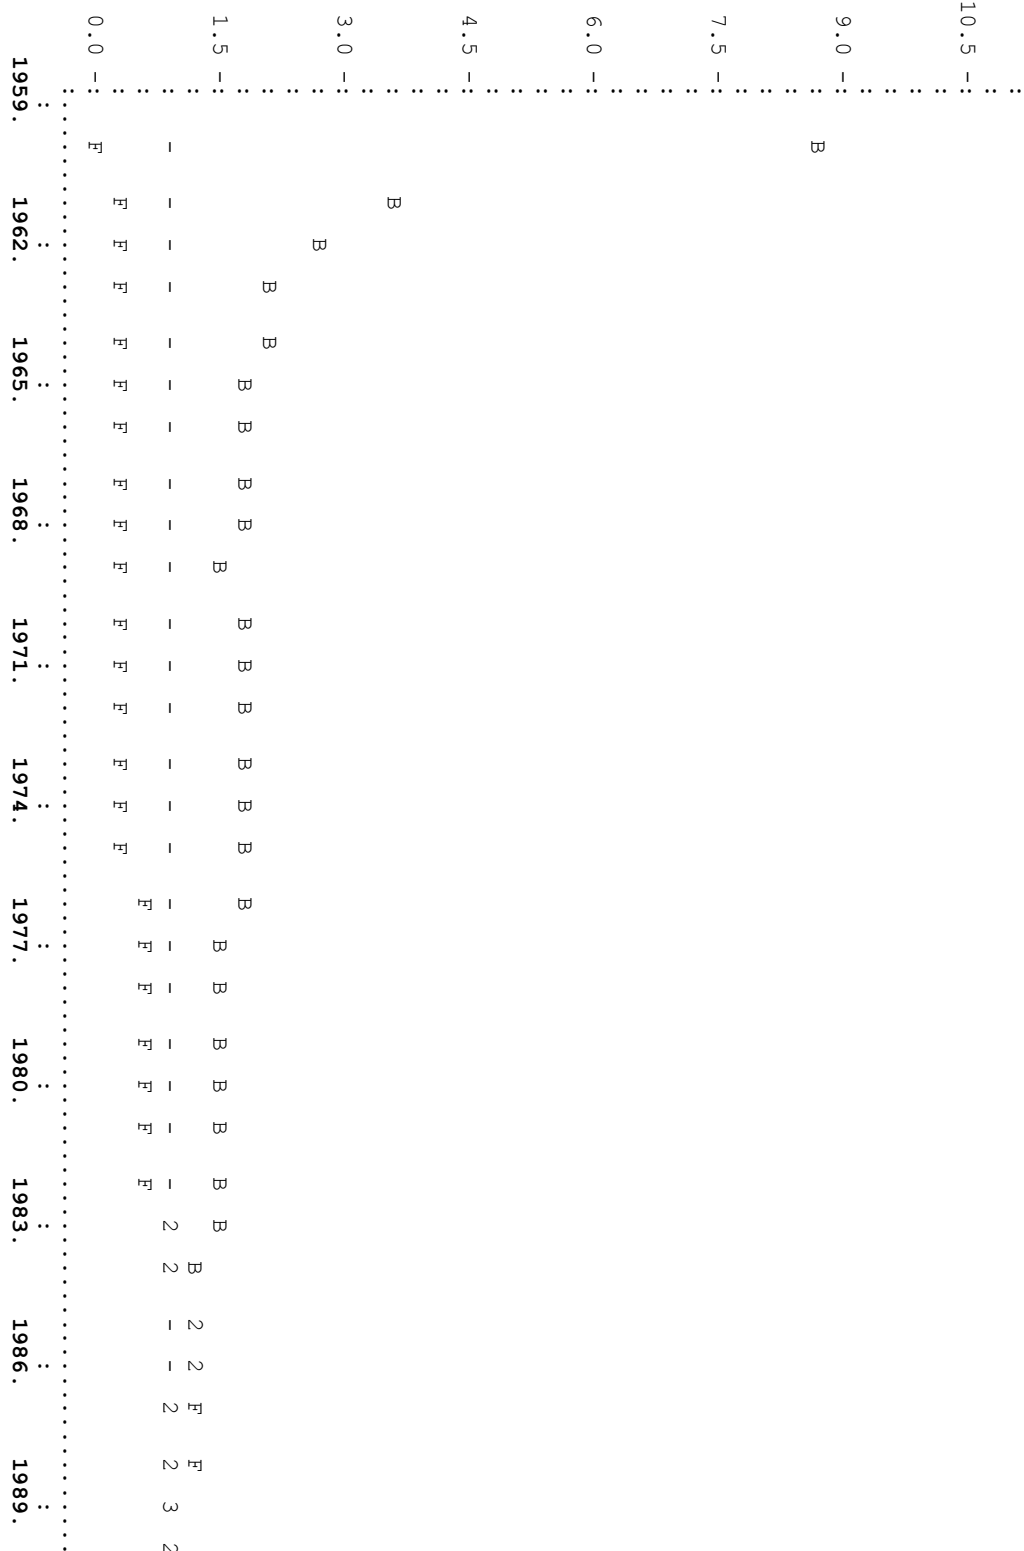 10.5 -
9.0 -
B
7.5 -
6.0 -
4.5 -
B
3.0 -
B
B B
B B B B B B B B B B B
1.5 - B B B B B B B B
B 2 2 F F
- - - - - - - - - - - - - - - - - - - - - - - 2 2 - - 2 2 3 2
F F F F F F F
F F F F F F F F F F F F F F F
0.0 - F
1959. 1962. 1965. 1968. 1971. 1974. 1977. 1980. 1983. 1986. 1989.